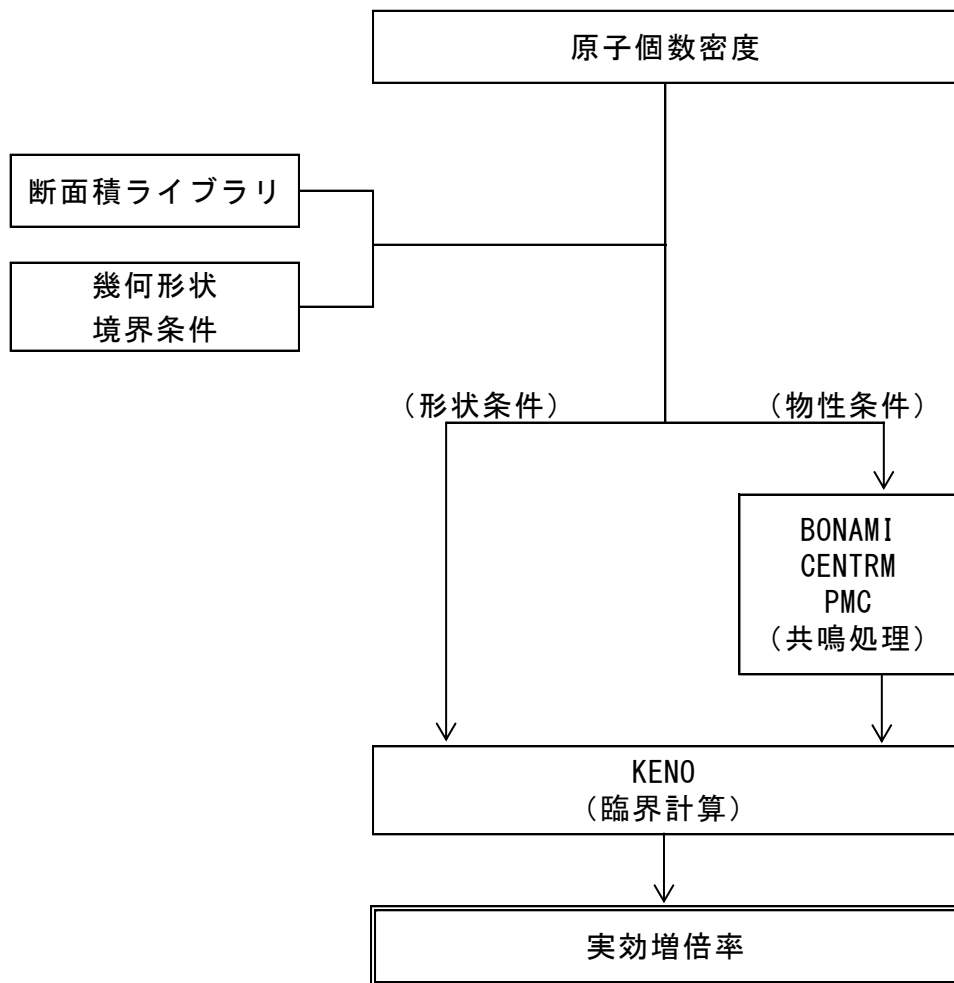 原子個数密度
断面積ライブラリ
幾何形状
境界条件
(形状条件)
(物性条件)
BONAMI
CENTRM
PMC
(共鳴処理)
KENO
(臨界計算)
実効増倍率